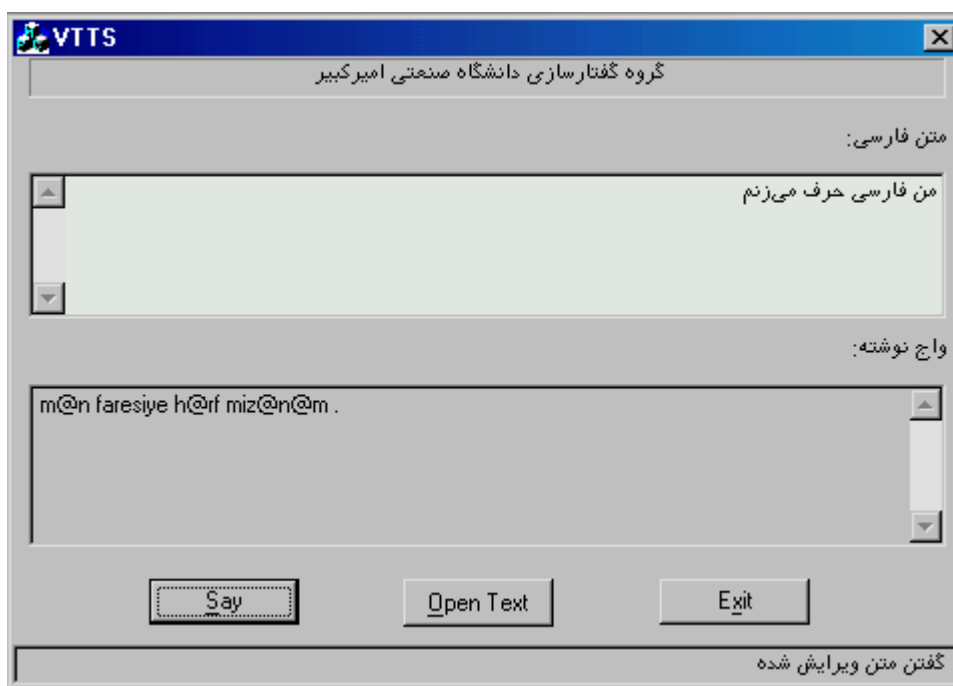 VTTS
گروه گفتارسازی دانشگاه صنعتی امیرکبیر
متن فارسی:
من فارسی حرف می‌زنم
واج نوشته:
m@n faresiye h@rf miz@n@m .
Say Open Text Exit
گفتن متن ویرایش شده